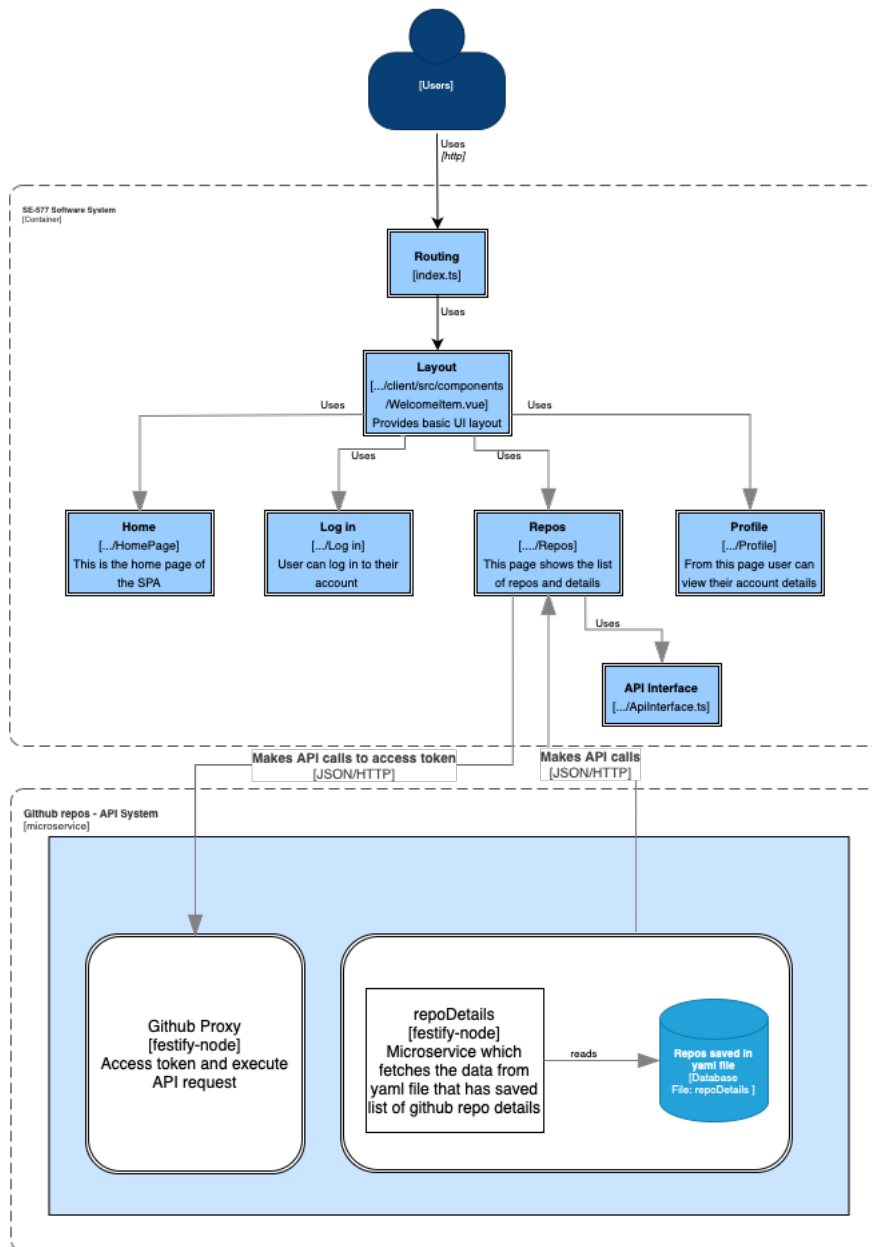 [Users]
Uses
[http]
SE-577 Software System
[Container]
Routing
[index.ts]
Uses
Layout
[.../client/src/components
/WelcomeItem.vue]
Provides basic UI layout
Uses
Uses
Uses
Uses
Home
[.../HomePage]
This is the home page of
the SPA
Log in
[.../Log in]
User can log in to their
account
Repos
[..../Repos]
This page shows the list
of repos and details
Profile
[.../Profile]
From this page user can
view their account details
Uses
API Interface
[.../ApiInterface.ts]
Makes API calls to access token
[JSON/HTTP]
Makes API calls
[JSON/HTTP]
Github repos - API System
[microservice]
Github Proxy
[festify-node]
Access token and execute
API request
repoDetails
[festify-node]
Microservice which
fetches the data from
yaml file that has saved
list of github repo details
reads
Repos saved in
yaml file
[Database
File: repoDetails ]